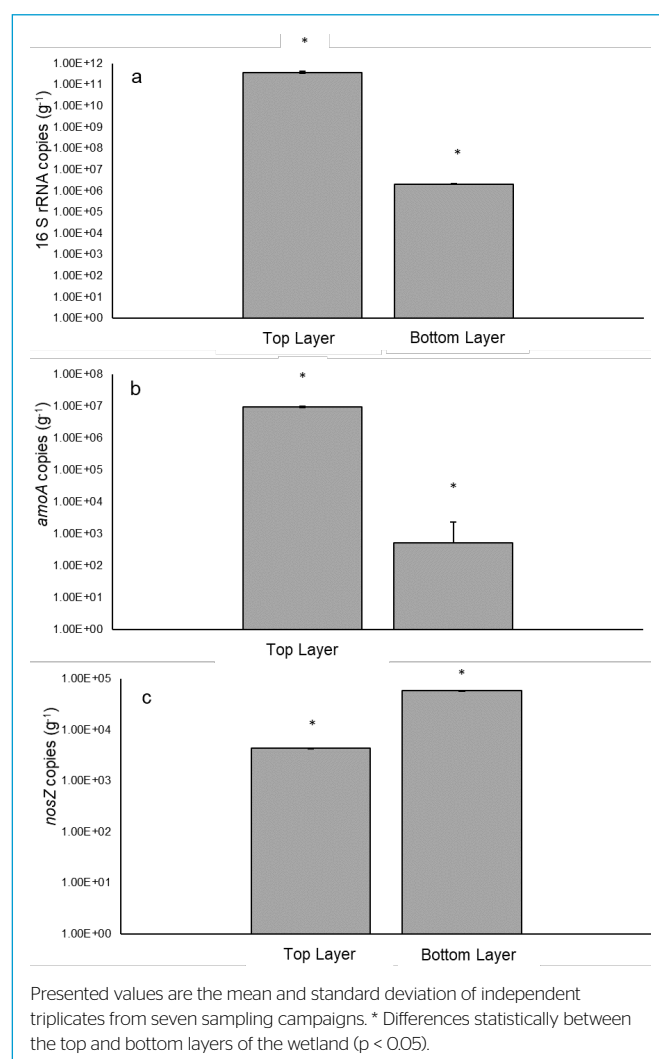 *
1.00E+12
1.00E+11
1.00E+10
1.00E+09
1.00E+08
1.00E+07
1.00E+06
1.00E+05
1.00E+04
1.00E+03
1.00E+02
1.00E+01
1.00E+00
16 S rRNA copies (g⁻¹)
a
*
Top Layer Bottom Layer
1.00E+08
1.00E+07
1.00E+06
1.00E+05
1.00E+04
1.00E+03
1.00E+02
1.00E+01
1.00E+00
amoA copies (g⁻¹)
b
*
*
Top Layer
1.00E+05
1.00E+04
1.00E+03
1.00E+02
1.00E+01
1.00E+00
nosZ copies (g⁻¹)
c
*
*
Top Layer Bottom Layer
Presented values are the mean and standard deviation of independent
triplicates from seven sampling campaigns. * Differences statistically between
the top and bottom layers of the wetland (p < 0.05).